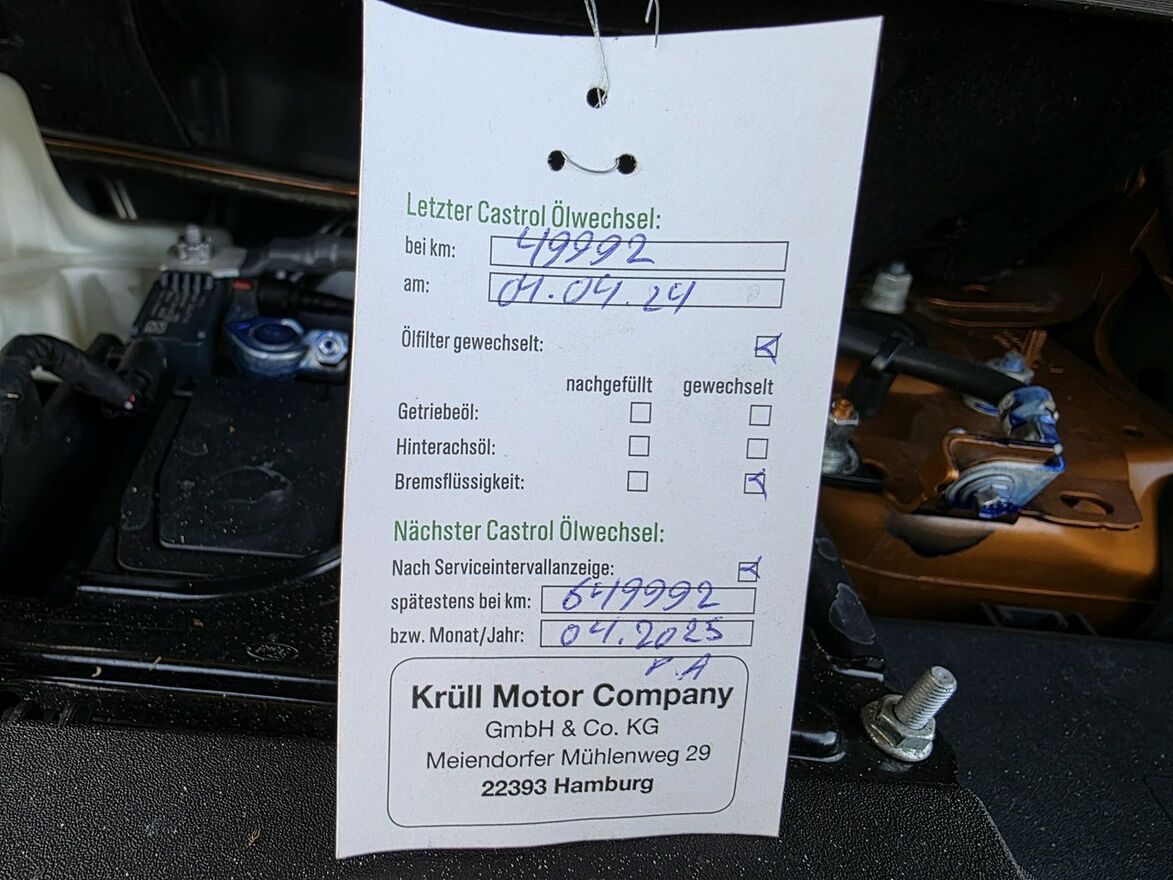 Letzter Castrol Ölwechsel:
bei km: 49992
am: 01.04.24
Ölfilter gewechselt:
nachgefüllt gewechselt
Getriebeöl:
Hinterachsöl:
Bremsflüssigkeit:
Nächster Castrol Ölwechsel:
Nach Serviceintervallanzeige:
spätestens bei km: 649992
bzw. Monat/Jahr: 04.2025
P.A
Krüll Motor Company
GmbH & Co. KG
Meiendorfer Mühlenweg 29
22393 Hamburg